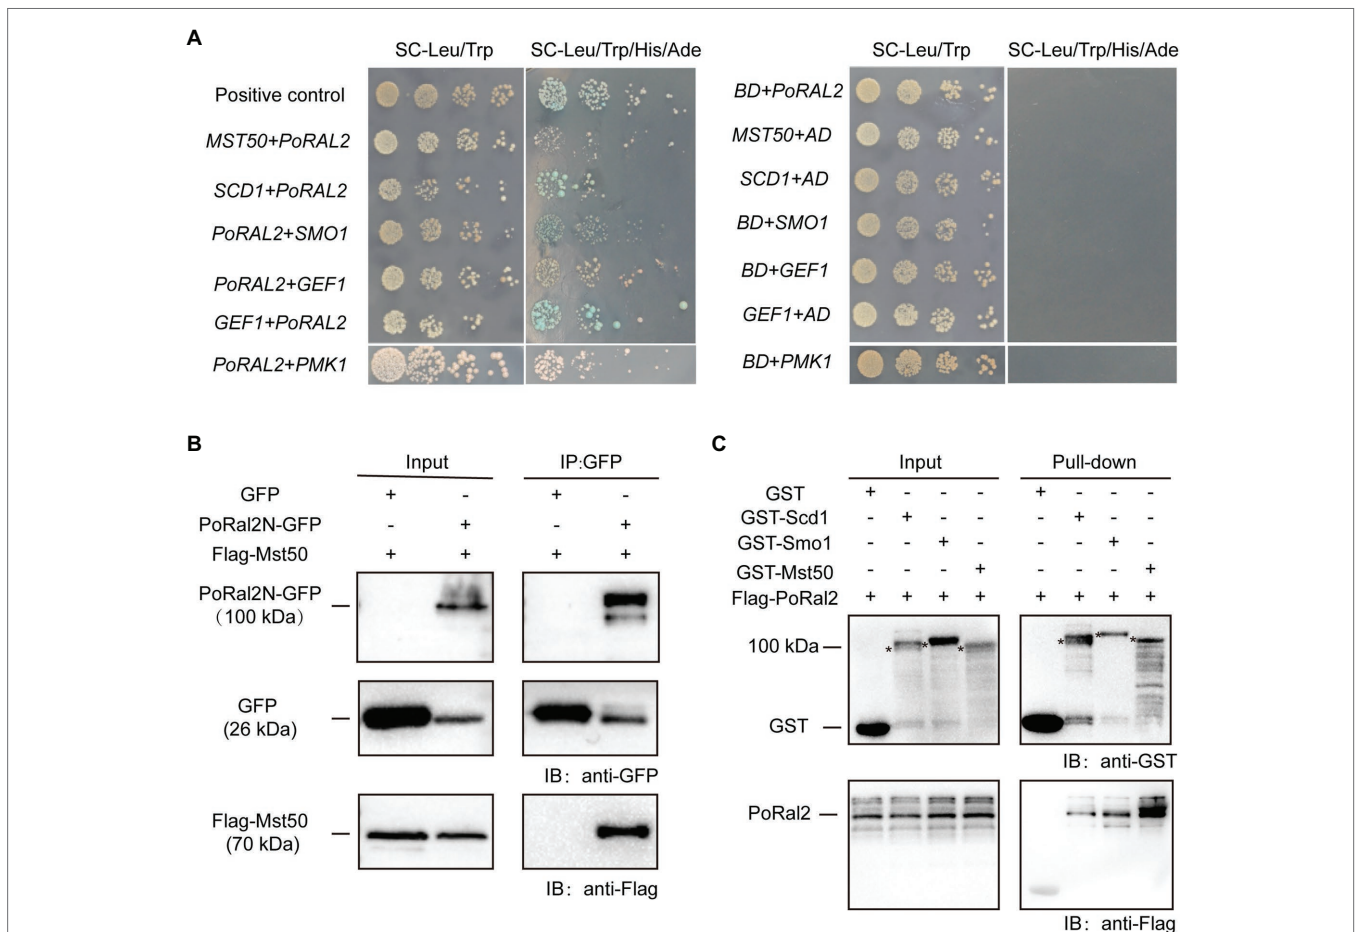 A
SC-Leu/Trp SC-Leu/Trp/His/Ade
Positive control
MST50+PoRAL2
SCD1+PoRAL2
PoRAL2+SMO1
PoRAL2+GEF1
GEF1+PoRAL2
PoRAL2+PMK1
SC-Leu/Trp SC-Leu/Trp/His/Ade
BD+PoRAL2
MST50+AD
SCD1+AD
BD+SMO1
BD+GEF1
GEF1+AD
BD+PMK1
B
Input IP:GFP
GFP + - + -
PoRal2N-GFP - + - +
Flag-Mst50 + + + +
PoRal2N-GFP
(100 kDa）
GFP
(26 kDa)
IB： anti-GFP
Flag-Mst50
(70 kDa)
IB： anti-Flag
C
Input Pull-down
GST + - - - + - - -
GST-Scd1 - + - - - + - -
GST-Smo1 - - + - - - + -
GST-Mst50 - - - + - - - +
Flag-PoRal2 + + + + + + + +
100 kDa
* * * * * *
GST
IB： anti-GST
PoRal2
IB： anti-Flag